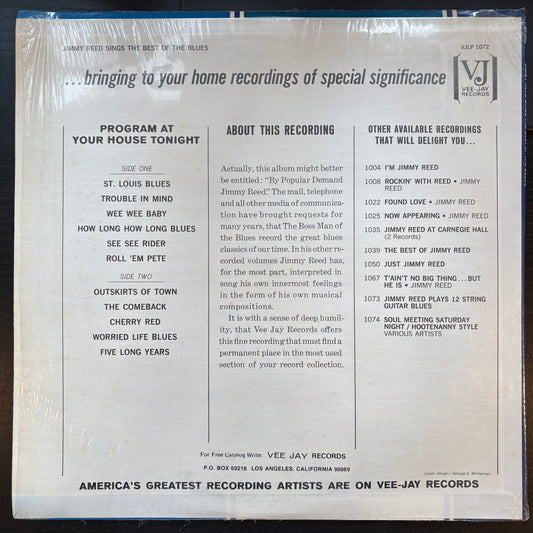 JIMMY REED SINGS THE BEST OF THE BLUES
VJLP 1072
...bringing to your home recordings of special significance
VJ
VEE-JAY
RECORDS
PROGRAM AT
YOUR HOUSE TONIGHT
SIDE ONE
ST. LOUIS BLUES
TROUBLE IN MIND
WEE WEE BABY
HOW LONG HOW LONG BLUES
SEE SEE RIDER
ROLL 'EM PETE
SIDE TWO
OUTSKIRTS OF TOWN
THE COMEBACK
CHERRY RED
WORRIED LIFE BLUES
FIVE LONG YEARS
ABOUT THIS RECORDING
Actually, this album might better
be entitled: "By Popular Demand
Jimmy Reed." The mail, telephone
and all other media of communica-
tion have brought requests for
many years, that The Boss Man of
the Blues record the great blues
classics of our time. In his other re-
corded volumes Jimmy Reed has,
for the most part, interpreted in
song his own innermost feelings
in the form of his own musical
compositions.
It is with a sense of deep humil-
ity, that Vee Jay Records offers
this fine recording that must find a
permanent place in the most used
section of your record collection.
OTHER AVAILABLE RECORDINGS
THAT WILL DELIGHT YOU...
1004 I'M JIMMY REED
1008 ROCKIN' WITH REED • JIMMY
REED
1022 FOUND LOVE • JIMMY REED
1025 NOW APPEARING • JIMMY REED
1035 JIMMY REED AT CARNEGIE HALL
(2 Records)
1039 THE BEST OF JIMMY REED
1050 JUST JIMMY REED
1067 T'AIN'T NO BIG THING...BUT
HE IS • JIMMY REED
1073 JIMMY REED PLAYS 12 STRING
GUITAR BLUES
1074 SOUL MEETING SATURDAY
NIGHT / HOOTENANNY STYLE
VARIOUS ARTISTS
For Free Catalog Write: VEE JAY RECORDS
P.O. BOX 69216 LOS ANGELES, CALIFORNIA 90069
Cover design: George S. Whiteman
AMERICA'S GREATEST RECORDING ARTISTS ARE ON VEE-JAY RECORDS